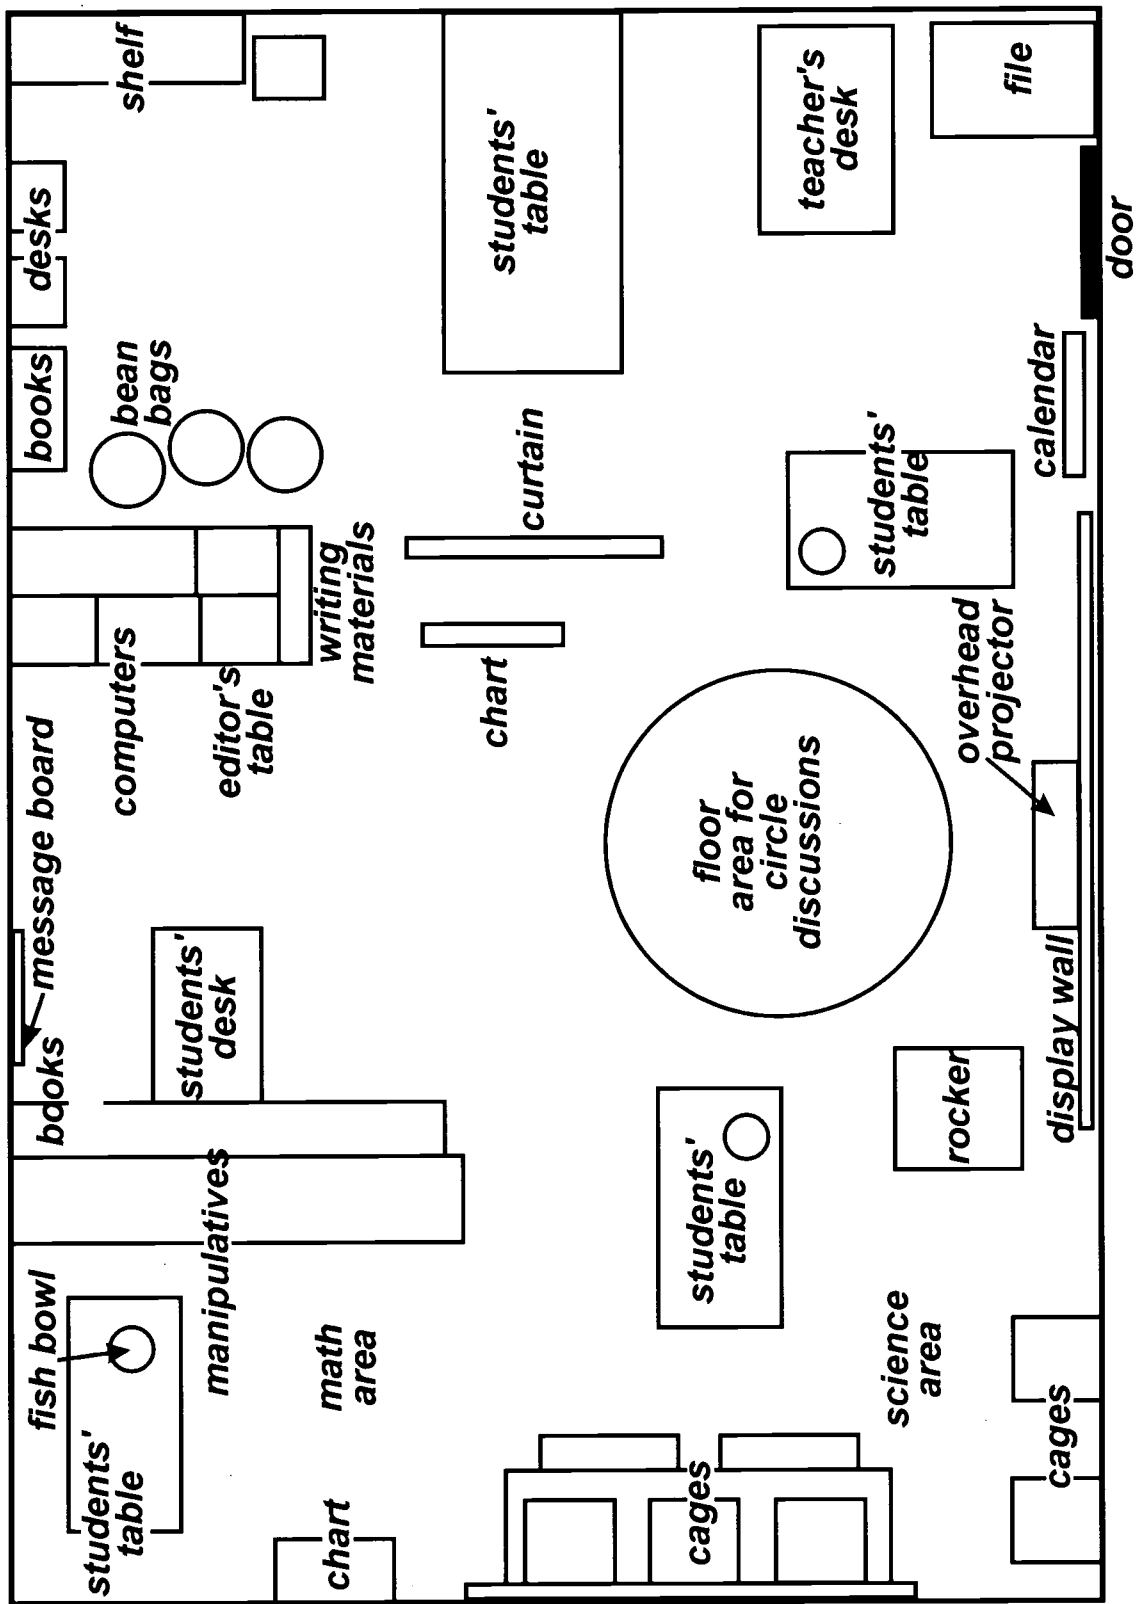 fish bowl
books
message board
books
desks
students'
table
computers
bean
bags
shelf
students'
desk
manipulatives
editor's
table
chart
math
area
writing
materials
chart
curtain
students'
table
cages
students'
table
floor
area for
circle
discussions
students'
table
teacher's
desk
science
area
rocker
overhead
projector
file
cages
display wall
calendar
door